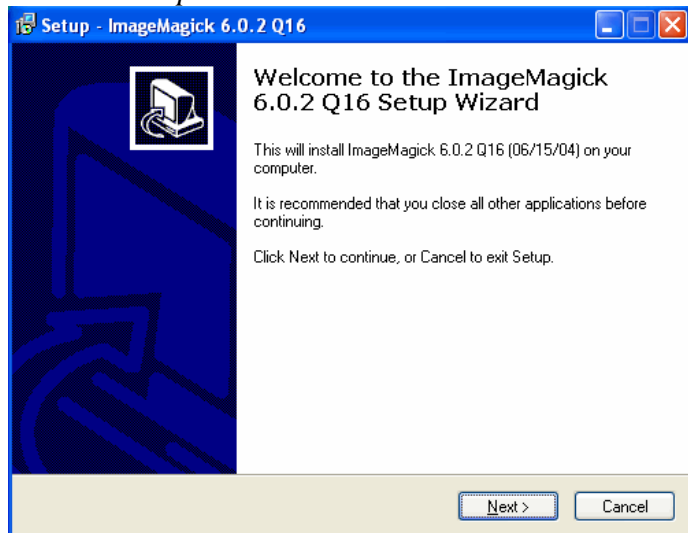 Setup - ImageMagick 6.0.2 Q16
Welcome to the ImageMagick
6.0.2 Q16 Setup Wizard
This will install ImageMagick 6.0.2 Q16 (06/15/04) on your
computer.
It is recommended that you close all other applications before
continuing.
Click Next to continue, or Cancel to exit Setup.
Next >
Cancel